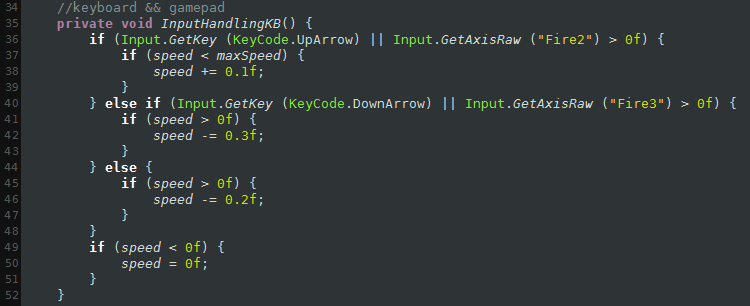 34 //keyboard && gamepad
35 private void InputHandlingKB() {
36 if (Input.GetKey (KeyCode.UpArrow) || Input.GetAxisRaw ("Fire2") > 0f) {
37 if (speed < maxSpeed) {
38 speed += 0.1f;
39 }
40 } else if (Input.GetKey (KeyCode.DownArrow) || Input.GetAxisRaw ("Fire3") > 0f) {
41 if (speed > 0f) {
42 speed -= 0.3f;
43 }
44 } else {
45 if (speed > 0f) {
46 speed -= 0.2f;
47 }
48 }
49 if (speed < 0f) {
50 speed = 0f;
51 }
52 }